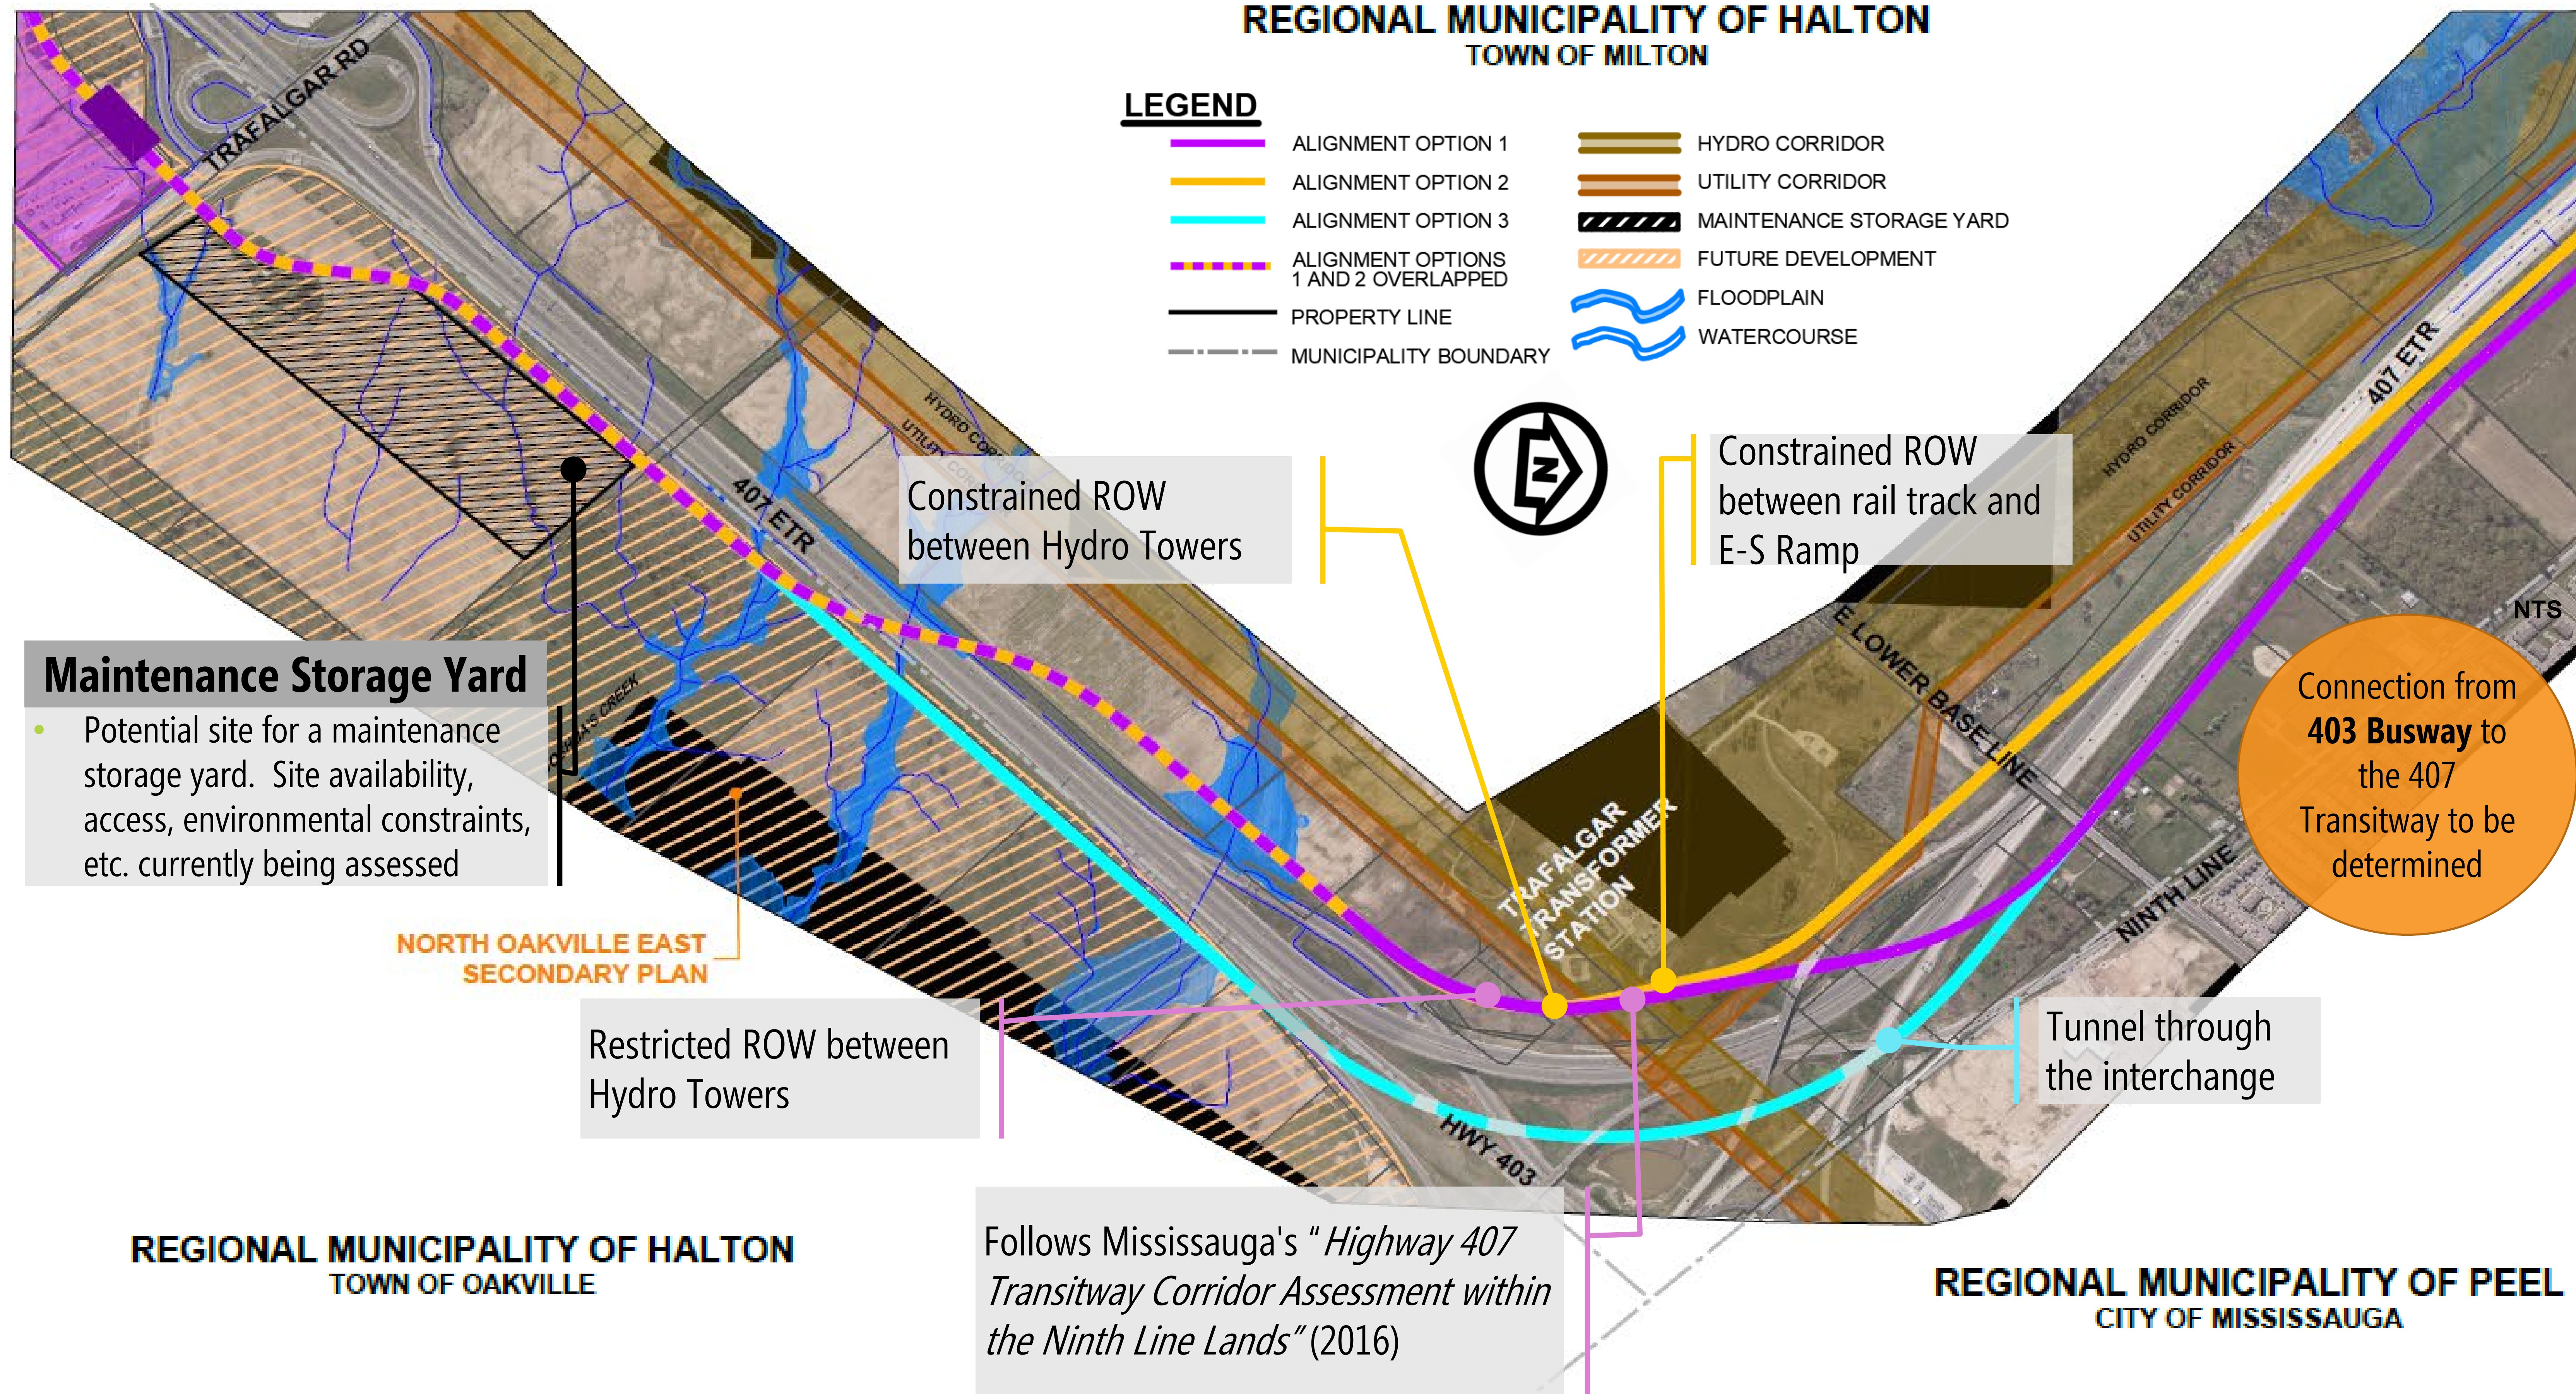 REGIONAL MUNICIPALITY OF HALTON
TOWN OF MILTON
LEGEND
ALIGNMENT OPTION 1
ALIGNMENT OPTION 2
ALIGNMENT OPTION 3
ALIGNMENT OPTIONS
1 AND 2 OVERLAPPED
PROPERTY LINE
MUNICIPALITY BOUNDARY
HYDRO CORRIDOR
UTILITY CORRIDOR
MAINTENANCE STORAGE YARD
FUTURE DEVELOPMENT
FLOODPLAIN
WATERCOURSE
N
TRAFALGAR RD
407 ETR
HYDRO CORRIDOR
UTILITY
Constrained ROW
between Hydro Towers
Constrained ROW
between rail track and
E-S Ramp
407 ETR
HYDRO CORRIDOR
UTILITY CORRIDOR
E LOWER BASE LINE
NTS
Connection from
403 Busway to
the 407
Transitway to be
determined
Maintenance Storage Yard
• Potential site for a maintenance
storage yard. Site availability,
access, environmental constraints,
etc. currently being assessed
CREEK
NORTH OAKVILLE EAST
SECONDARY PLAN
TRAFALGAR
TRANSFORMER
STATION
NINTH LINE
Restricted ROW between
Hydro Towers
Tunnel through
the interchange
HWY 403
Follows Mississauga's "Highway 407
Transitway Corridor Assessment within
the Ninth Line Lands" (2016)
REGIONAL MUNICIPALITY OF HALTON
TOWN OF OAKVILLE
REGIONAL MUNICIPALITY OF PEEL
CITY OF MISSISSAUGA